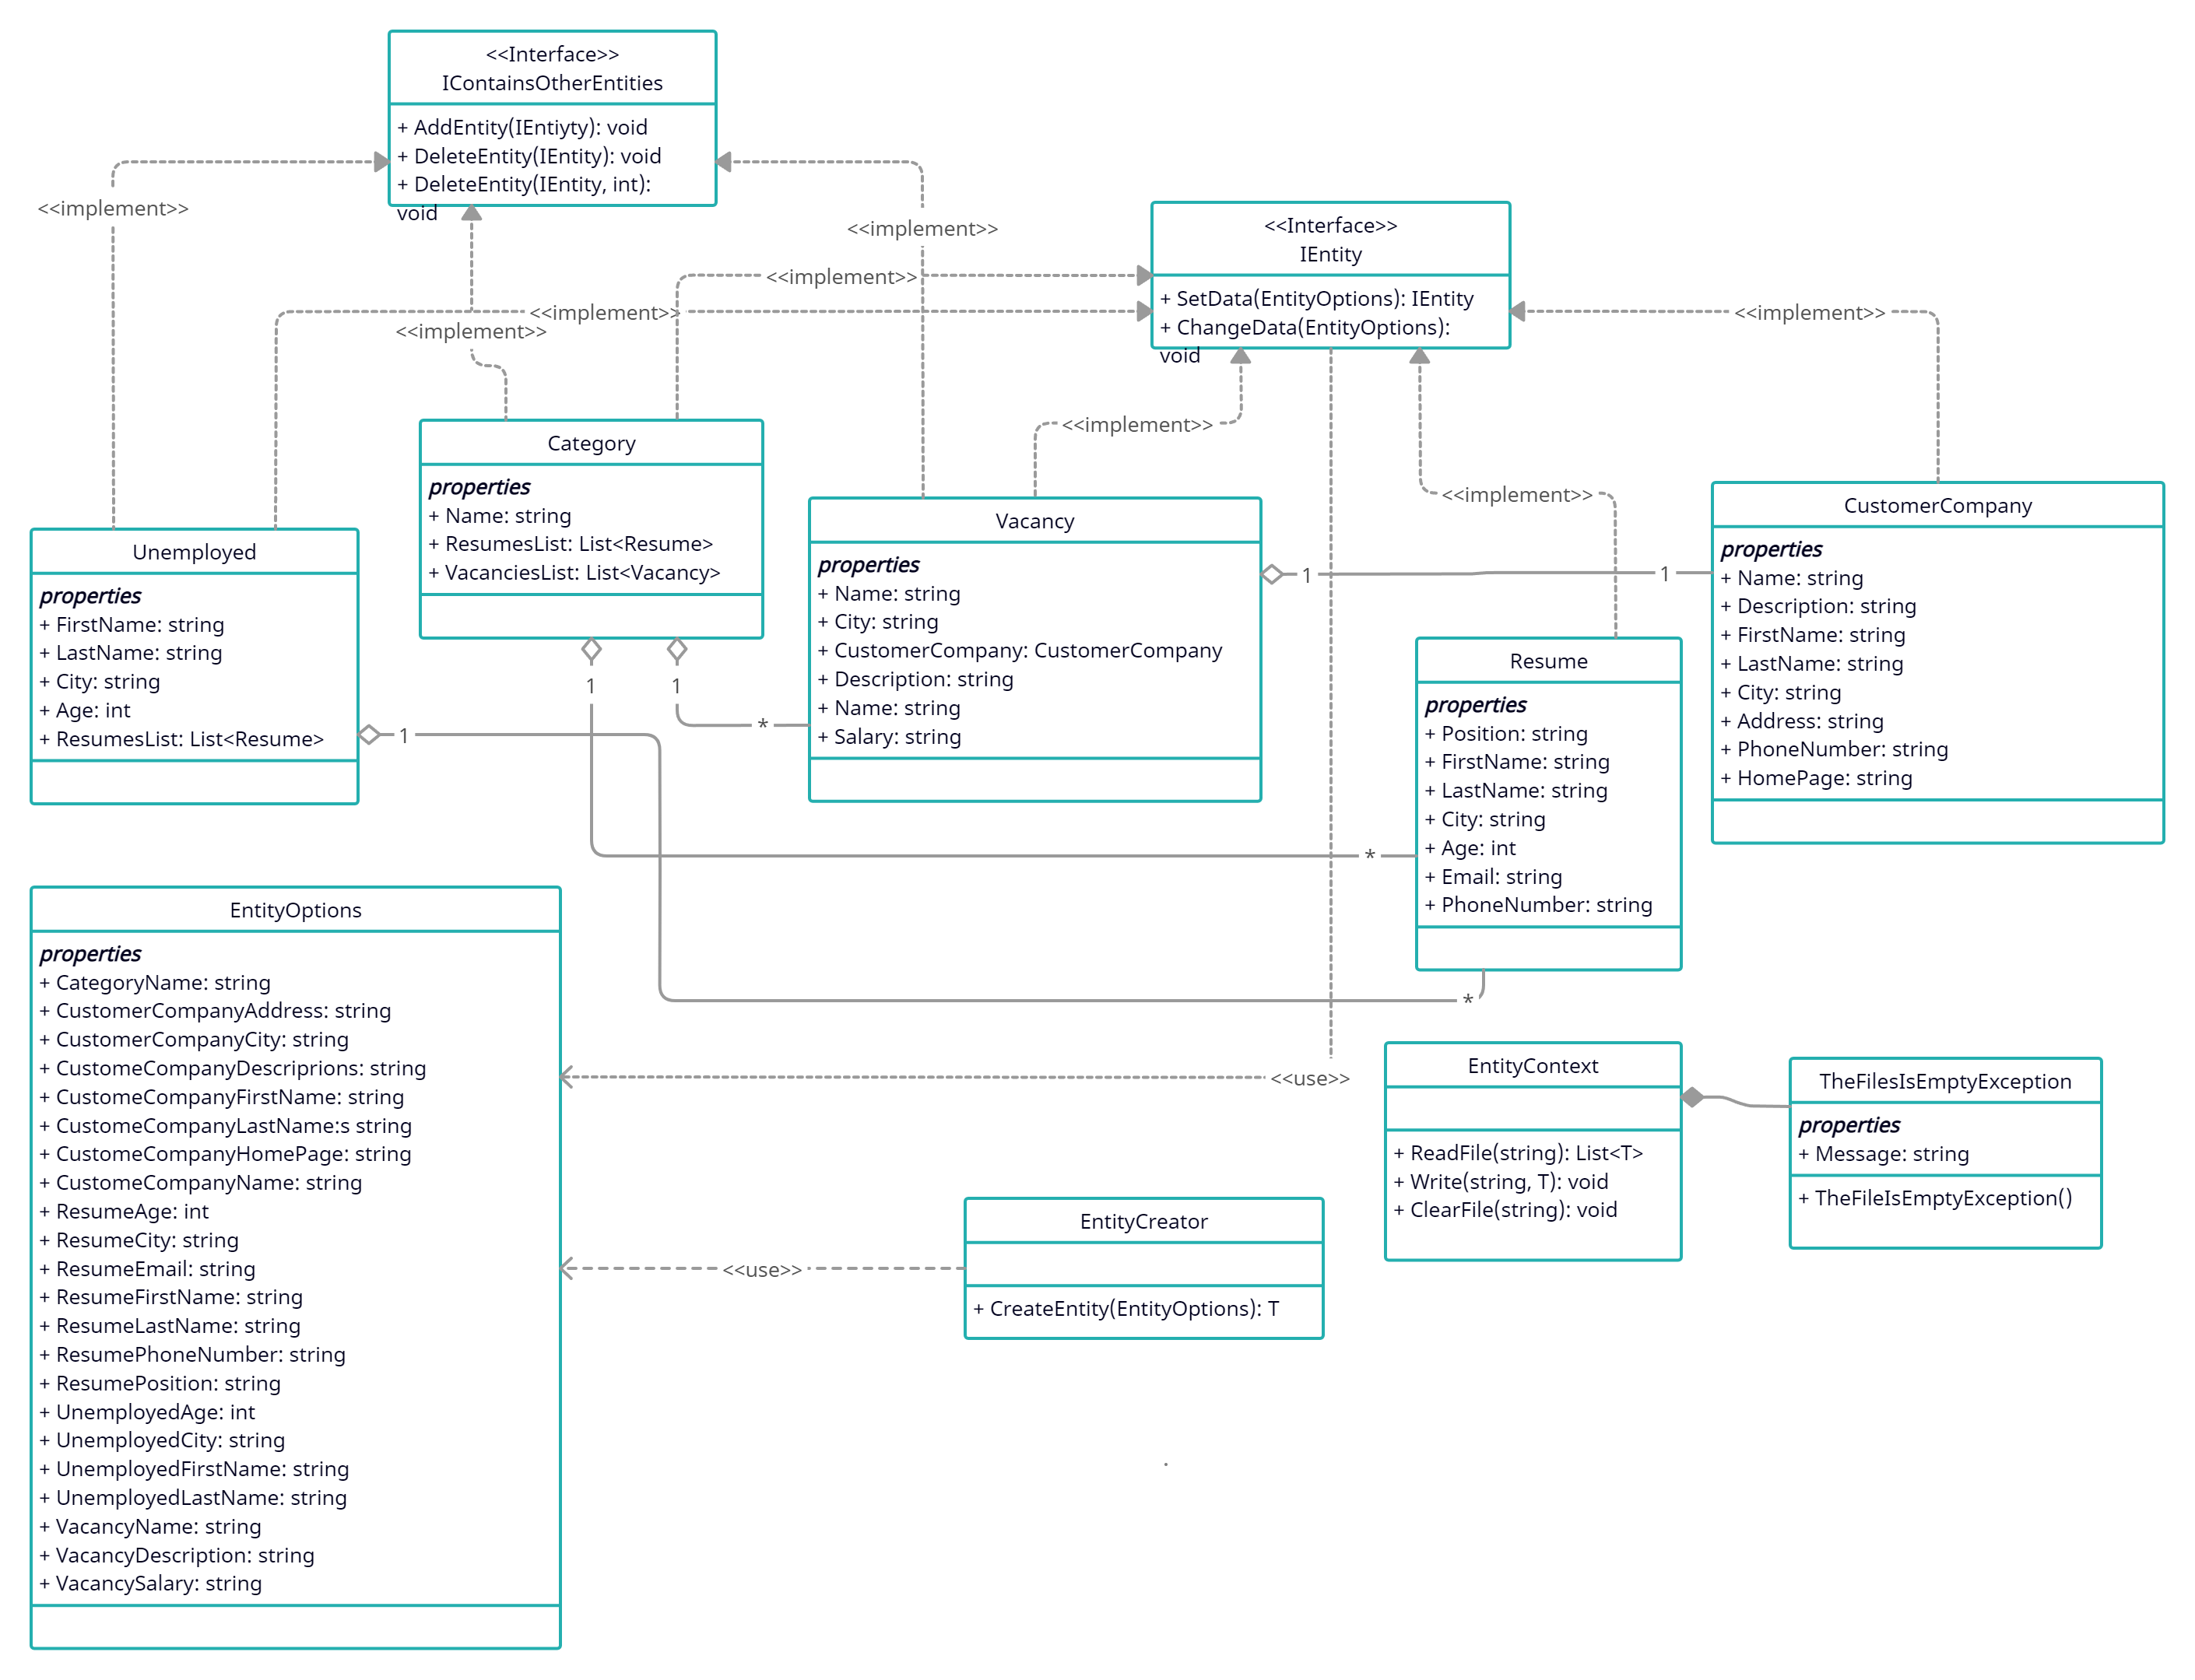 <<Interface>>
IContainsOtherEntities
+ AddEntity(IEntiyty): void
+ DeleteEntity(IEntity): void
+ DeleteEntity(IEntity, int):
void
<<implement>>
<<implement>>
<<Interface>>
IEntity
+ SetData(EntityOptions): IEntity
+ ChangeData(EntityOptions):
void
<<implement>>
<<implement>>
<<implement>>
<<implement>>
<<implement>>
<<implement>>
Category
properties
+ Name: string
+ ResumesList: List<Resume>
+ VacanciesList: List<Vacancy>
Unemployed
properties
+ FirstName: string
+ LastName: string
+ City: string
+ Age: int
+ ResumesList: List<Resume>
Vacancy
properties
+ Name: string
+ City: string
+ CustomerCompany: CustomerCompany
+ Description: string
+ Name: string
+ Salary: string
CustomerCompany
properties
+ Name: string
+ Description: string
+ FirstName: string
+ LastName: string
+ City: string
+ Address: string
+ PhoneNumber: string
+ HomePage: string
1
1
Resume
properties
+ Position: string
+ FirstName: string
+ LastName: string
+ City: string
+ Age: int
+ Email: string
+ PhoneNumber: string
1
1
*
1
*
*
EntityOptions
properties
+ CategoryName: string
+ CustomerCompanyAddress: string
+ CustomerCompanyCity: string
+ CustomeCompanyDescriprions: string
+ CustomeCompanyFirstName: string
+ CustomeCompanyLastName:s string
+ CustomeCompanyHomePage: string
+ CustomeCompanyName: string
+ ResumeAge: int
+ ResumeCity: string
+ ResumeEmail: string
+ ResumeFirstName: string
+ ResumeLastName: string
+ ResumePhoneNumber: string
+ ResumePosition: string
+ UnemployedAge: int
+ UnemployedCity: string
+ UnemployedFirstName: string
+ UnemployedLastName: string
+ VacancyName: string
+ VacancyDescription: string
+ VacancySalary: string
<<use>>
<<use>>
EntityCreator
+ CreateEntity(EntityOptions): T
EntityContext
+ ReadFile(string): List<T>
+ Write(string, T): void
+ ClearFile(string): void
TheFilesIsEmptyException
properties
+ Message: string
+ TheFileIsEmptyException()
.